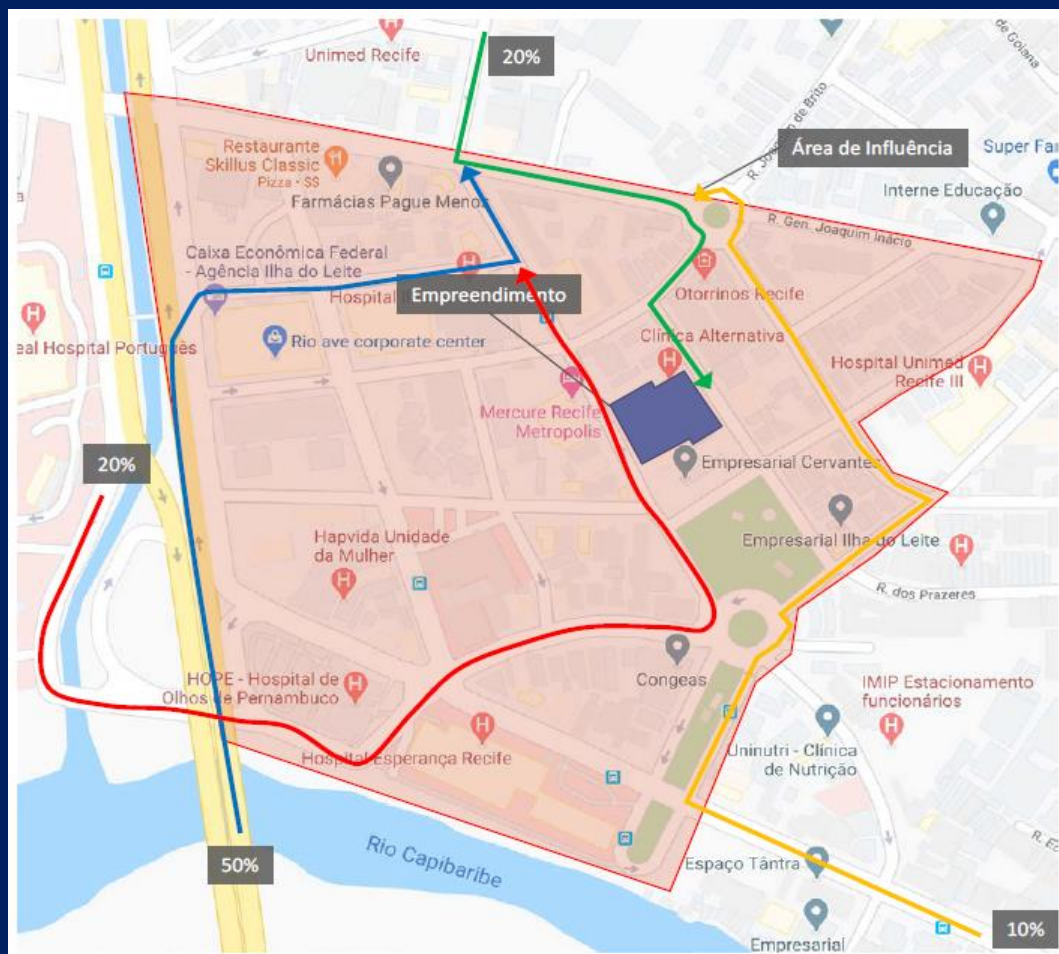 de Goiana
Unimed Recife
20%
R. Joaquim de Brito
Restaurante
Skillus Classic
Pizza · $$
Área de Influência
Super Fai
Interne Educação
Farmácias Pague Menos
R. Gen. Joaquim Inácio
Caixa Econômica Federal
- Agência Ilha do Leite
Hospital
Empreendimento
Otorrinos Recife
eal Hospital Português
Rio ave corporate center
Clínica Alternativa
Hospital Unimed
Recife III
Mercure Recife
Metropolis
20%
Empresarial Cervantes
Hapvida Unidade
da Mulher
Empresarial Ilha do Leite
R. dos Prazeres
Congeas
HOPE - Hospital de
Olhos de Pernambuco
IMIP Estacionamento
funcionários
Hospital Esperança Recife
Uninutri - Clínica
de Nutrição
Rio Capibaribe
50%
Espaço Tântra
10%
Empresarial